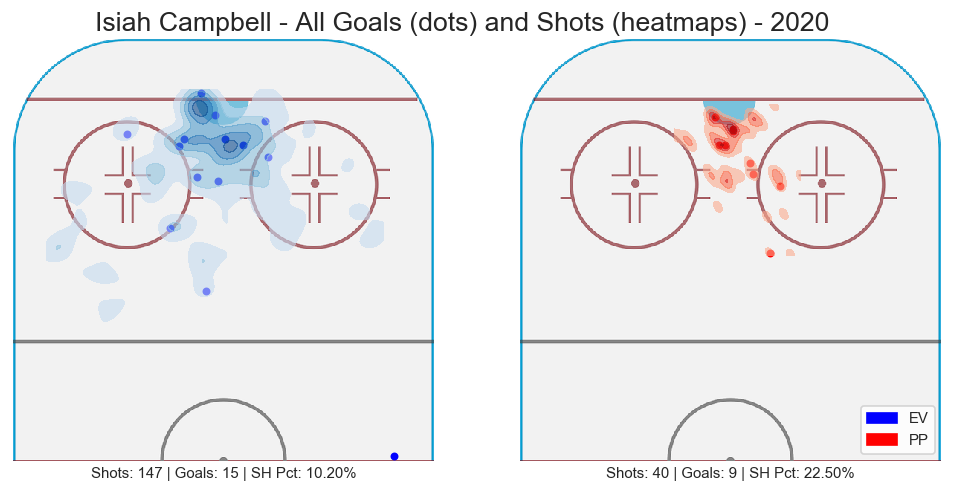 Isiah Campbell - All Goals (dots) and Shots (heatmaps) - 2020
EV
PP
Shots: 147 | Goals: 15 | SH Pct: 10.20%
Shots: 40 | Goals: 9 | SH Pct: 22.50%